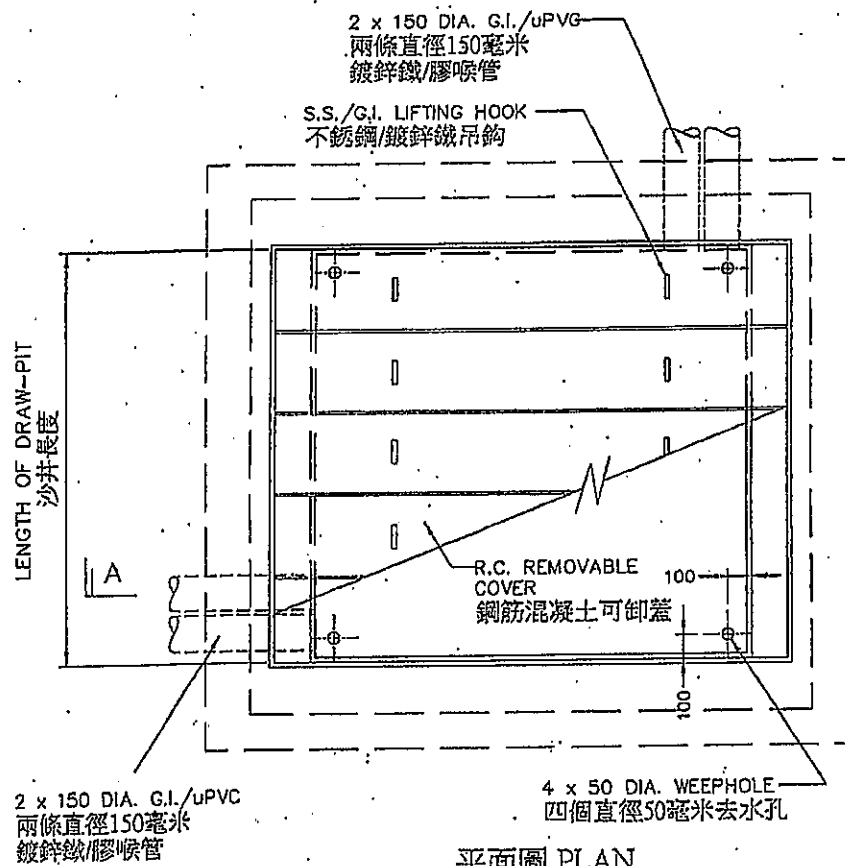 2 x 150 DIA. G.I./uPVC
兩條直徑150毫米
鍍鋅鐵/膠喉管
S.S./G.I. LIFTING HOOK
不銹鋼/鍍鋅鐵吊鈎
LENGTH OF DRAW-PIT
沙井長度
A
R.C. REMOVABLE
COVER
鋼筋混凝土可卸蓋
100
100
2 x 150 DIA. G.I./uPVC
兩條直徑150毫米
鍍鋅鐵/膠喉管
4 x 50 DIA. WEEPHOLE
四個直徑50毫米去水孔
平面圖 PLAN